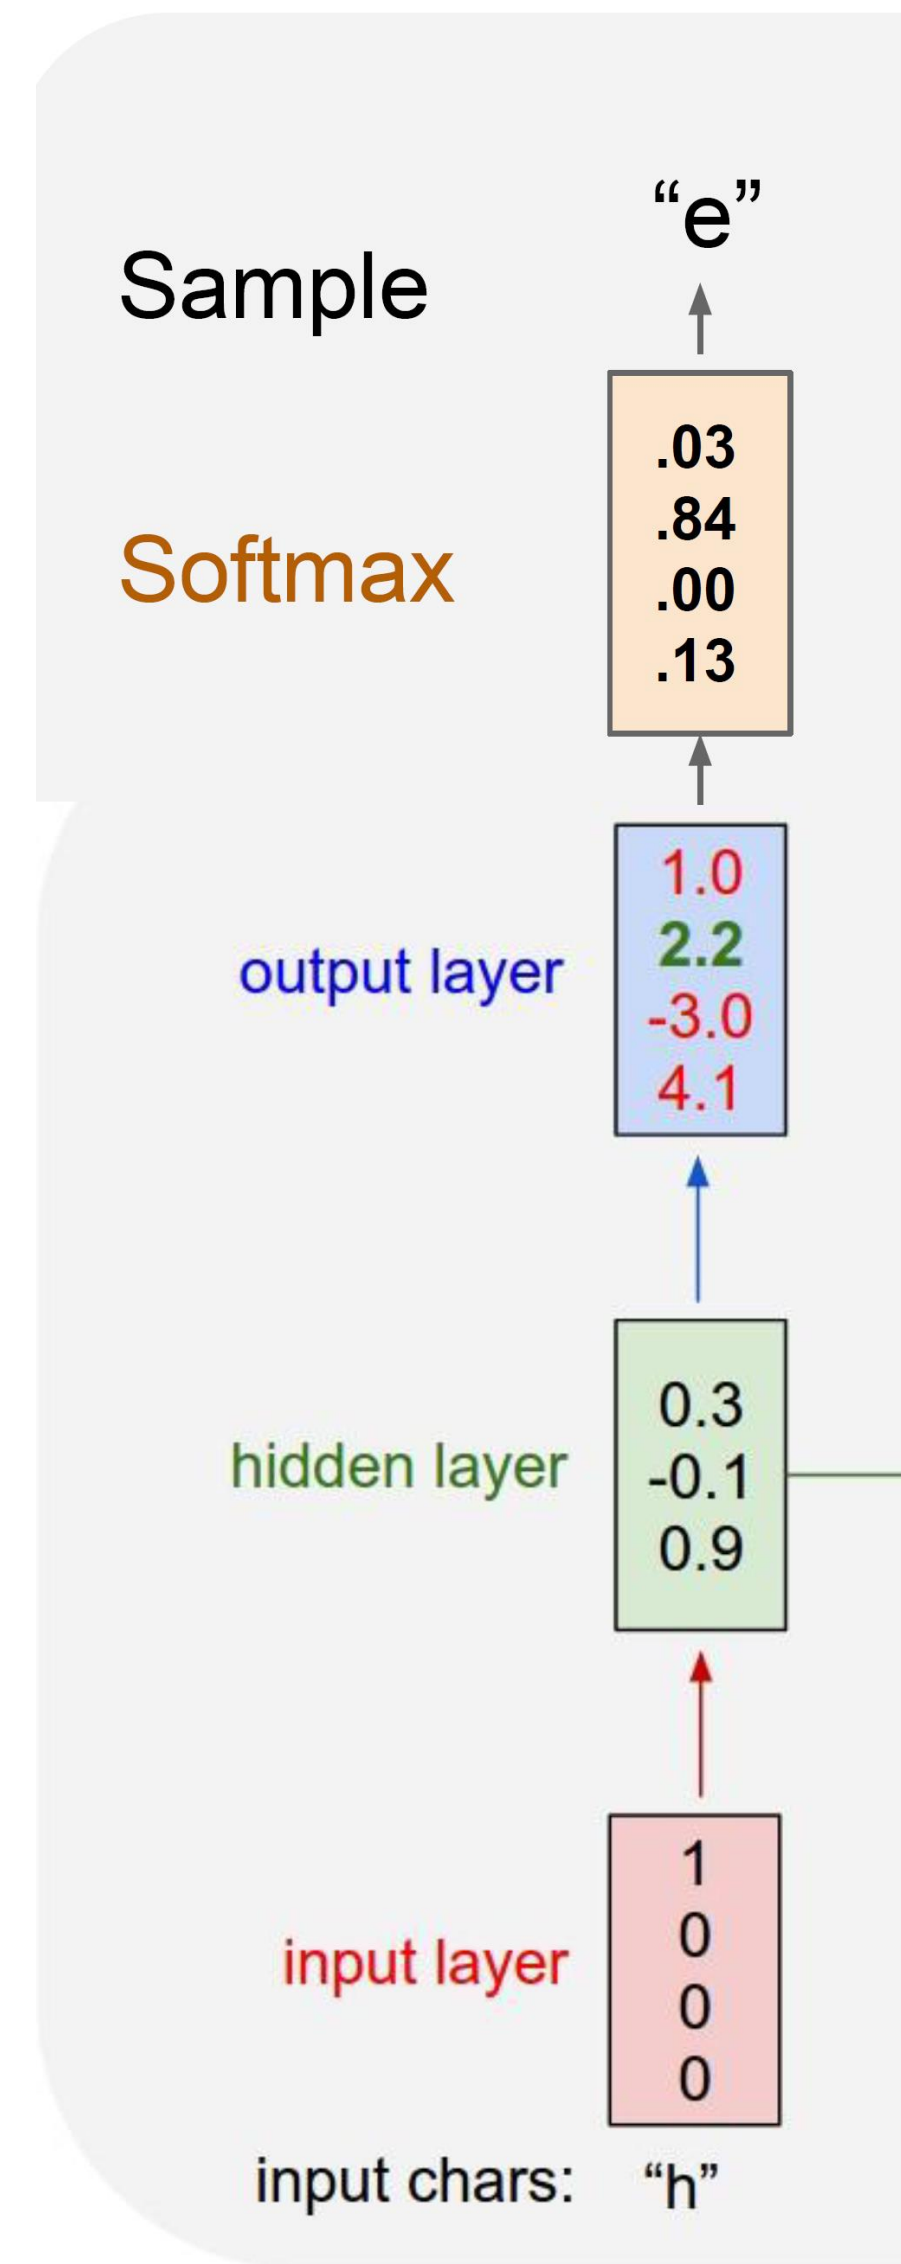 “e”
Sample
.03
.84
Softmax
.00
.13
1.0
2.2
output layer
-3.0
4.1
0.3
hidden layer
-0.1
0.9
1
0
input layer
0
0
input chars: “h”